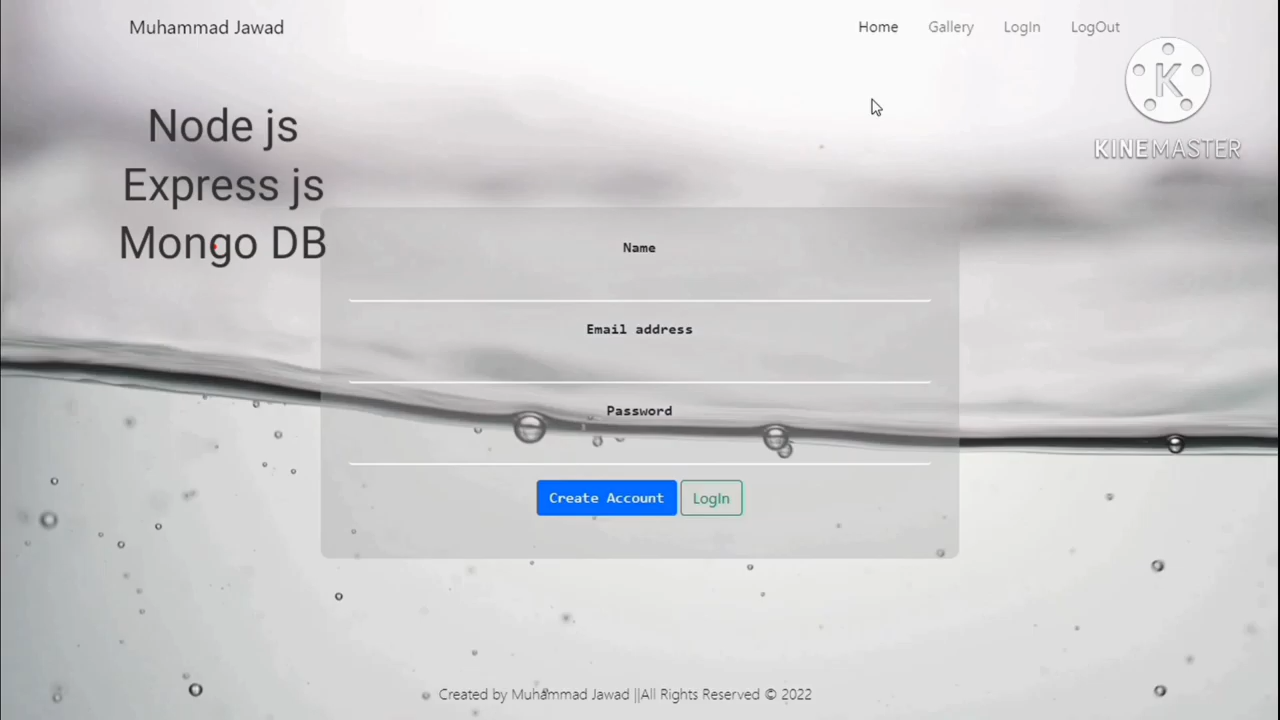 Muhammad Jawad
Home Gallery LogIn LogOut
K
KINEMASTER
Node js
Express js
Mongo DB
Name
Email address
Password
Create Account LogIn
Created by Muhammad Jawad ||All Rights Reserved © 2022